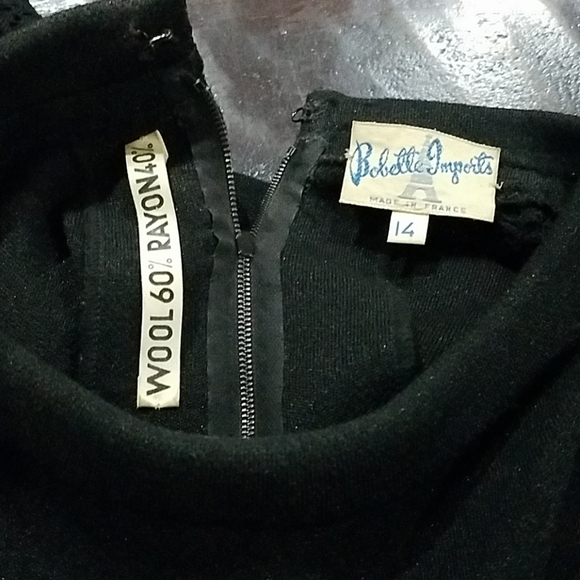 WOOL 60% RAYON 40%
Bobette Imports
MADE IN FRANCE
14